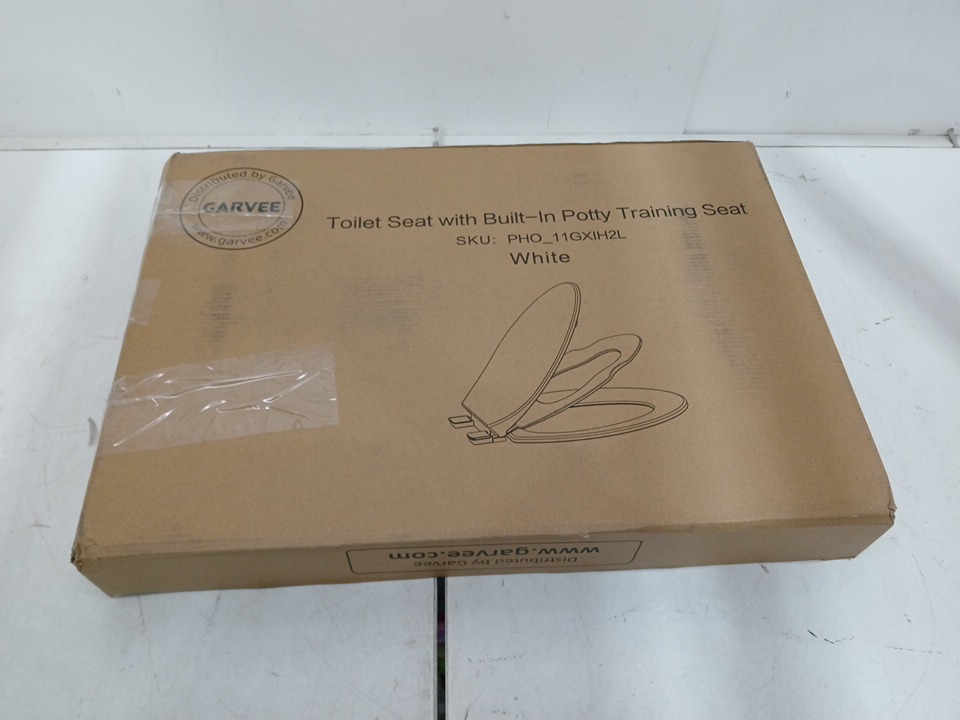 Distributed by Garvee
GARVEE
www.garvee.com
Toilet Seat with Built-In Potty Training Seat
SKU: PHO_11GXIH2L
White
www.garvee.com
Distributed by Garvee